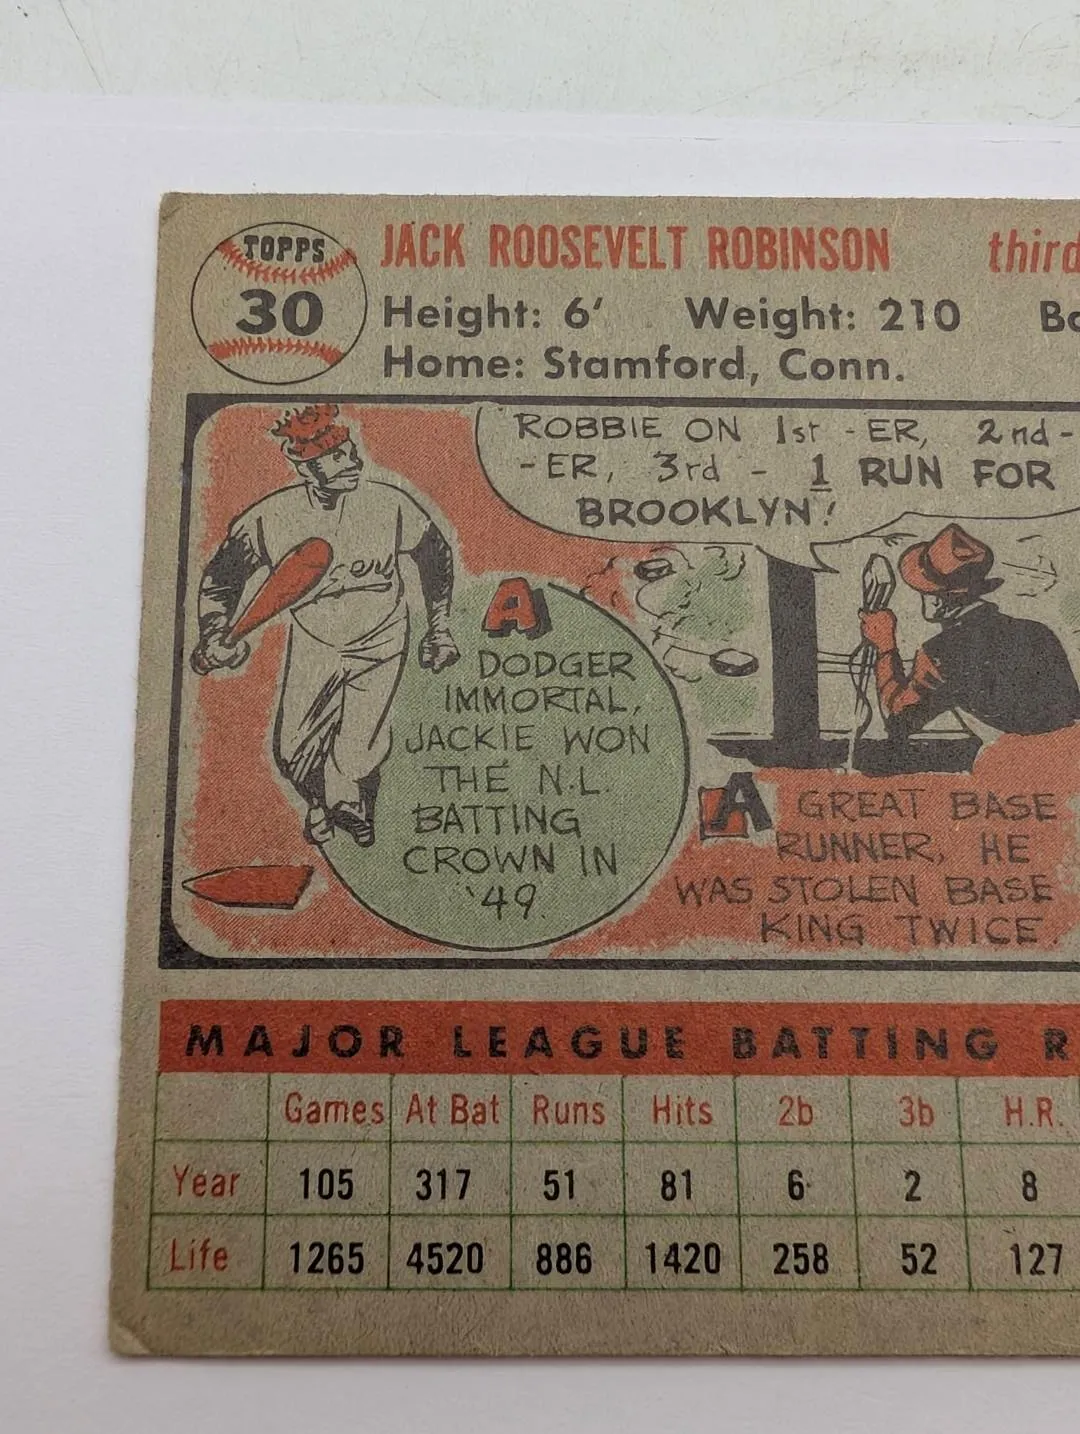 TOPPS
30
JACK ROOSEVELT ROBINSON third
Height: 6' Weight: 210
Home: Stamford, Conn.
ROBBIE ON 1st -ER, 2nd-
-ER, 3rd - 1 RUN FOR
BROOKLYN!
A
DODGER
IMMORTAL,
JACKIE WON
THE N.L.
BATTING
CROWN IN
'49.
A GREAT BASE
RUNNER, HE
WAS STOLEN BASE
KING TWICE.
MAJOR LEAGUE BATTING R
Games At Bat Runs Hits 2b 3b H.R.
Year 105 317 51 81 6 2 8
Life 1265 4520 886 1420 258 52 127